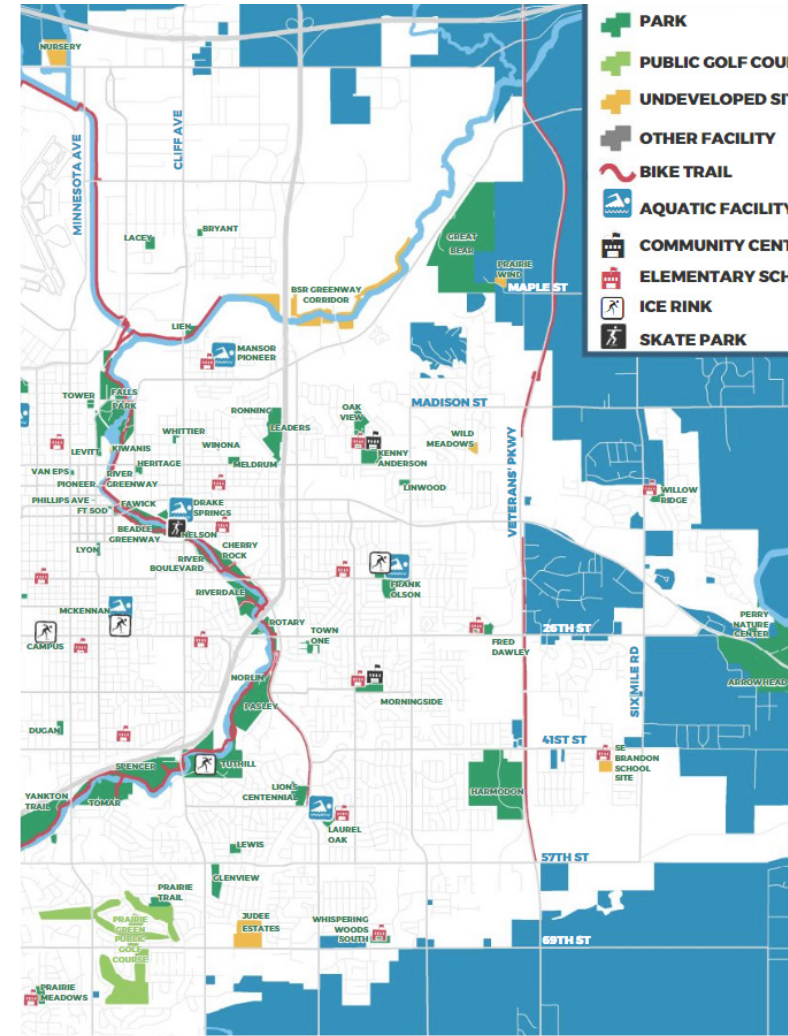 PARK
PUBLIC GOLF COU
UNDEVELOPED SIT
OTHER FACILITY
BIKE TRAIL
AQUATIC FACILITY
COMMUNITY CENT
ELEMENTARY SCH
ICE RINK
SKATE PARK
NURSERY
MINNESOTA AVE
CLIFF AVE
LACEY
BRYANT
GREAT
BEAR
PRAIRIE
WIND
MAPLE ST
BSR GREENWAY
CORRIDOR
LIEN
MANSOR
PIONEER
TOWER
FALLS
PARK
MADISON ST
RONNING
LEADERS
OAK
VIEW
WHITTIER
WINONA
WILD
MEADOWS
LEVITT
KIWANIS
HERITAGE
MELDRUM
KENNY
ANDERSON
VAN EPS
RIVER
GREENWAY
PIONEER
LINWOOD
VETERANS' PKWY
WILLOW
RIDGE
PHILLIPS AVE -
FT SOD
FAWICK
DRAKE
SPRINGS
BEADLE
GREENWAY
NELSON
LYON
RIVER
BOULEVARD
CHERRY
ROCK
RIVERDALE
FRANK
OLSON
MCKENNAN
CAMPUS
ROTARY
TOWN
ONE
26TH ST
FRED
DAWLEY
SIX MILE RD
PERRY
NATURE
CENTER
ARROWHEAD
NORLIN
PASLEY
MORNINGSIDE
DUGAN
41ST ST
SE
BRANDON
SCHOOL
SITE
SPENCER
TUTHILL
YANKTON
TRAIL
TOMAR
LIONS
CENTENNIAL
HARMODON
LAUREL
OAK
LEWIS
57TH ST
GLENVIEW
PRAIRIE
TRAIL
PRAIRIE
GREEN
PUBLIC
GOLF
COURSE
JUDEE
ESTATES
WHISPERING
WOODS
SOUTH
69TH ST
PRAIRIE
MEADOWS